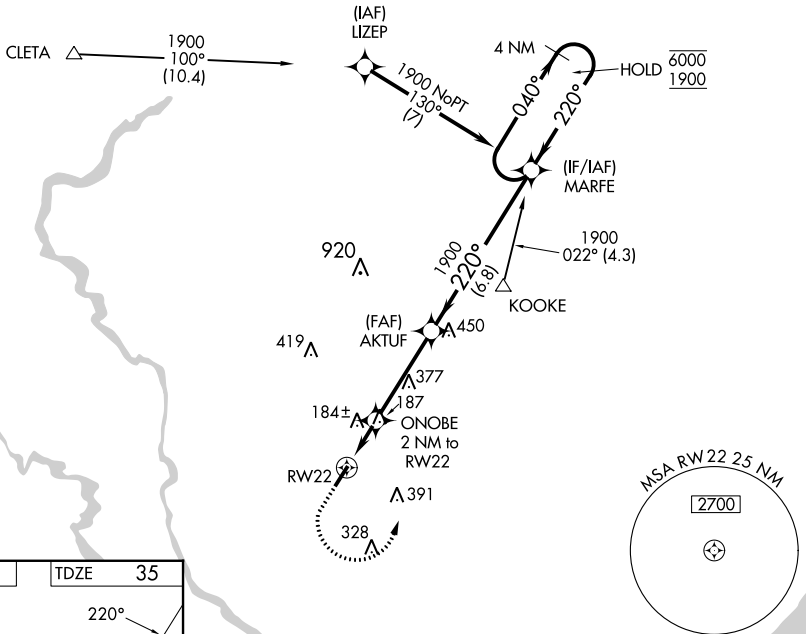 (IAF)
LIZEP
CLETA
1900
100°
(10.4)
1900 NoPT
130°
(7)
4 NM
HOLD
6000
1900
040°
220°
(IF/IAF)
MARFE
1900
220°
(6.8)
1900
022° (4.3)
KOOKE
920
(FAF)
AKTUF
450
419
377
184±
187
ONOBE
2 NM to
RW22
RW22
391
328
MSA RW22 25 NM
2700
TDZE 35
220°